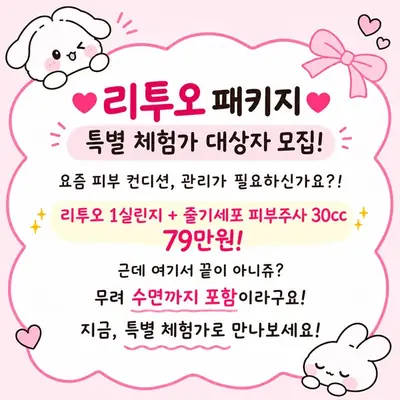 리투오 패키지
특별 체험가 대상자 모집!
요즘 피부 컨디션, 관리가 필요하신가요?!
리투오 1실린지 + 줄기세포 피부주사 30cc
79만원!
근데 여기서 끝이 아니쥬?
무려 수면까지 포함이라구요!
지금, 특별 체험가로 만나보세요!